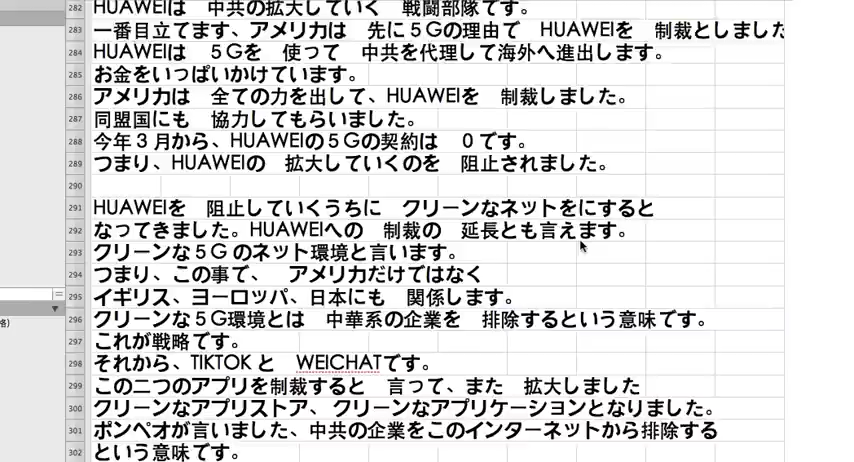 282 HUAWEIは 中共の拡大していく 戦闘部隊です。
283 一番目立てます、アメリカは 先に５Gの理由で HUAWEIを 制裁としました
284 HUAWEIは ５Gを 使って 中共を代理して海外へ進出します。
285 お金をいっぱいかけています。
286 アメリカは 全ての力を出して、HUAWEIを 制裁しました。
287 同盟国にも 協力してもらいました。
288 今年３月から、HUAWEIの５Gの契約は ０です。
289 つまり、HUAWEIの 拡大していくのを 阻止されました。
290
291 HUAWEIを 阻止していくうちに クリーンなネットをにすると
292 なってきました。HUAWEIへの 制裁の 延長とも言えます。
293 クリーンな５Gのネット環境と言います。
294 つまり、この事で、 アメリカだけではなく
295 イギリス、ヨーロッパ、日本にも 関係します。
296 クリーンな５G環境とは 中華系の企業を 排除するという意味です。
297 これが戦略です。
298 それから、TIKTOKと WEICHATです。
299 この二つのアプリを制裁すると 言って、また 拡大しました
300 クリーンなアプリストア、クリーンなアプリケーションとなりました。
301 ポンペオが言いました、中共の企業をこのインターネットから排除する
302 という意味です。
格)